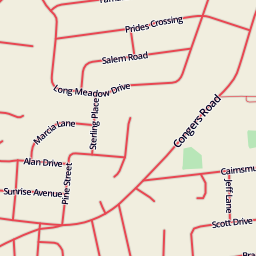 Prides Crossing
Salem Road
Long Meadow Drive
Sterling Place
Congers Road
Marcia Lane
Alan Drive
Pine Street
Sunrise Avenue
Jeff Lane
Scott Drive